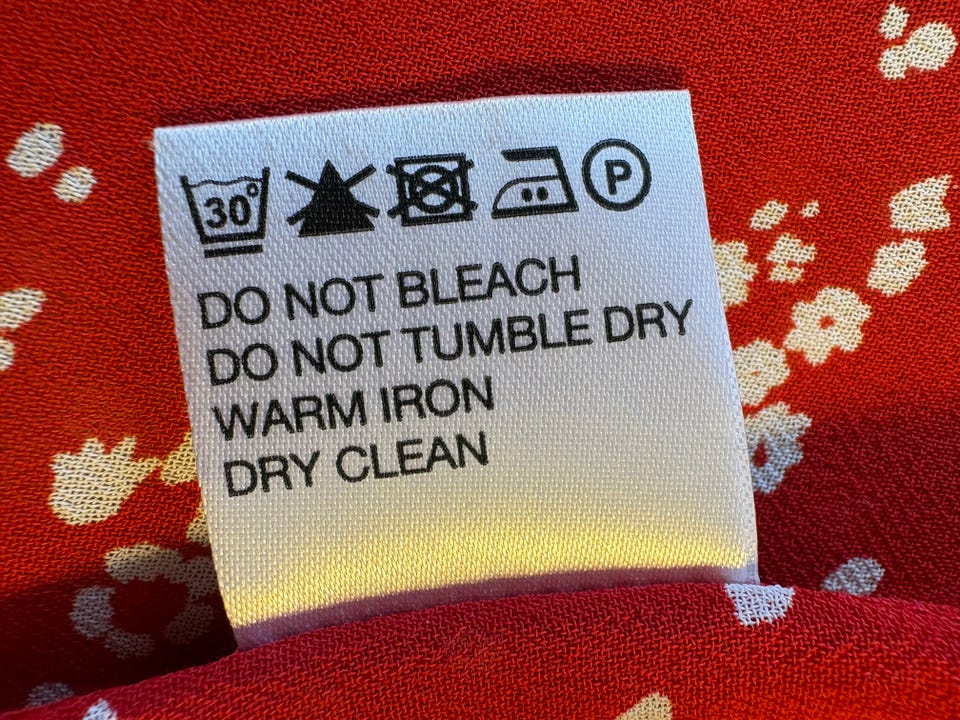 30° P
DO NOT BLEACH
DO NOT TUMBLE DRY
WARM IRON
DRY CLEAN